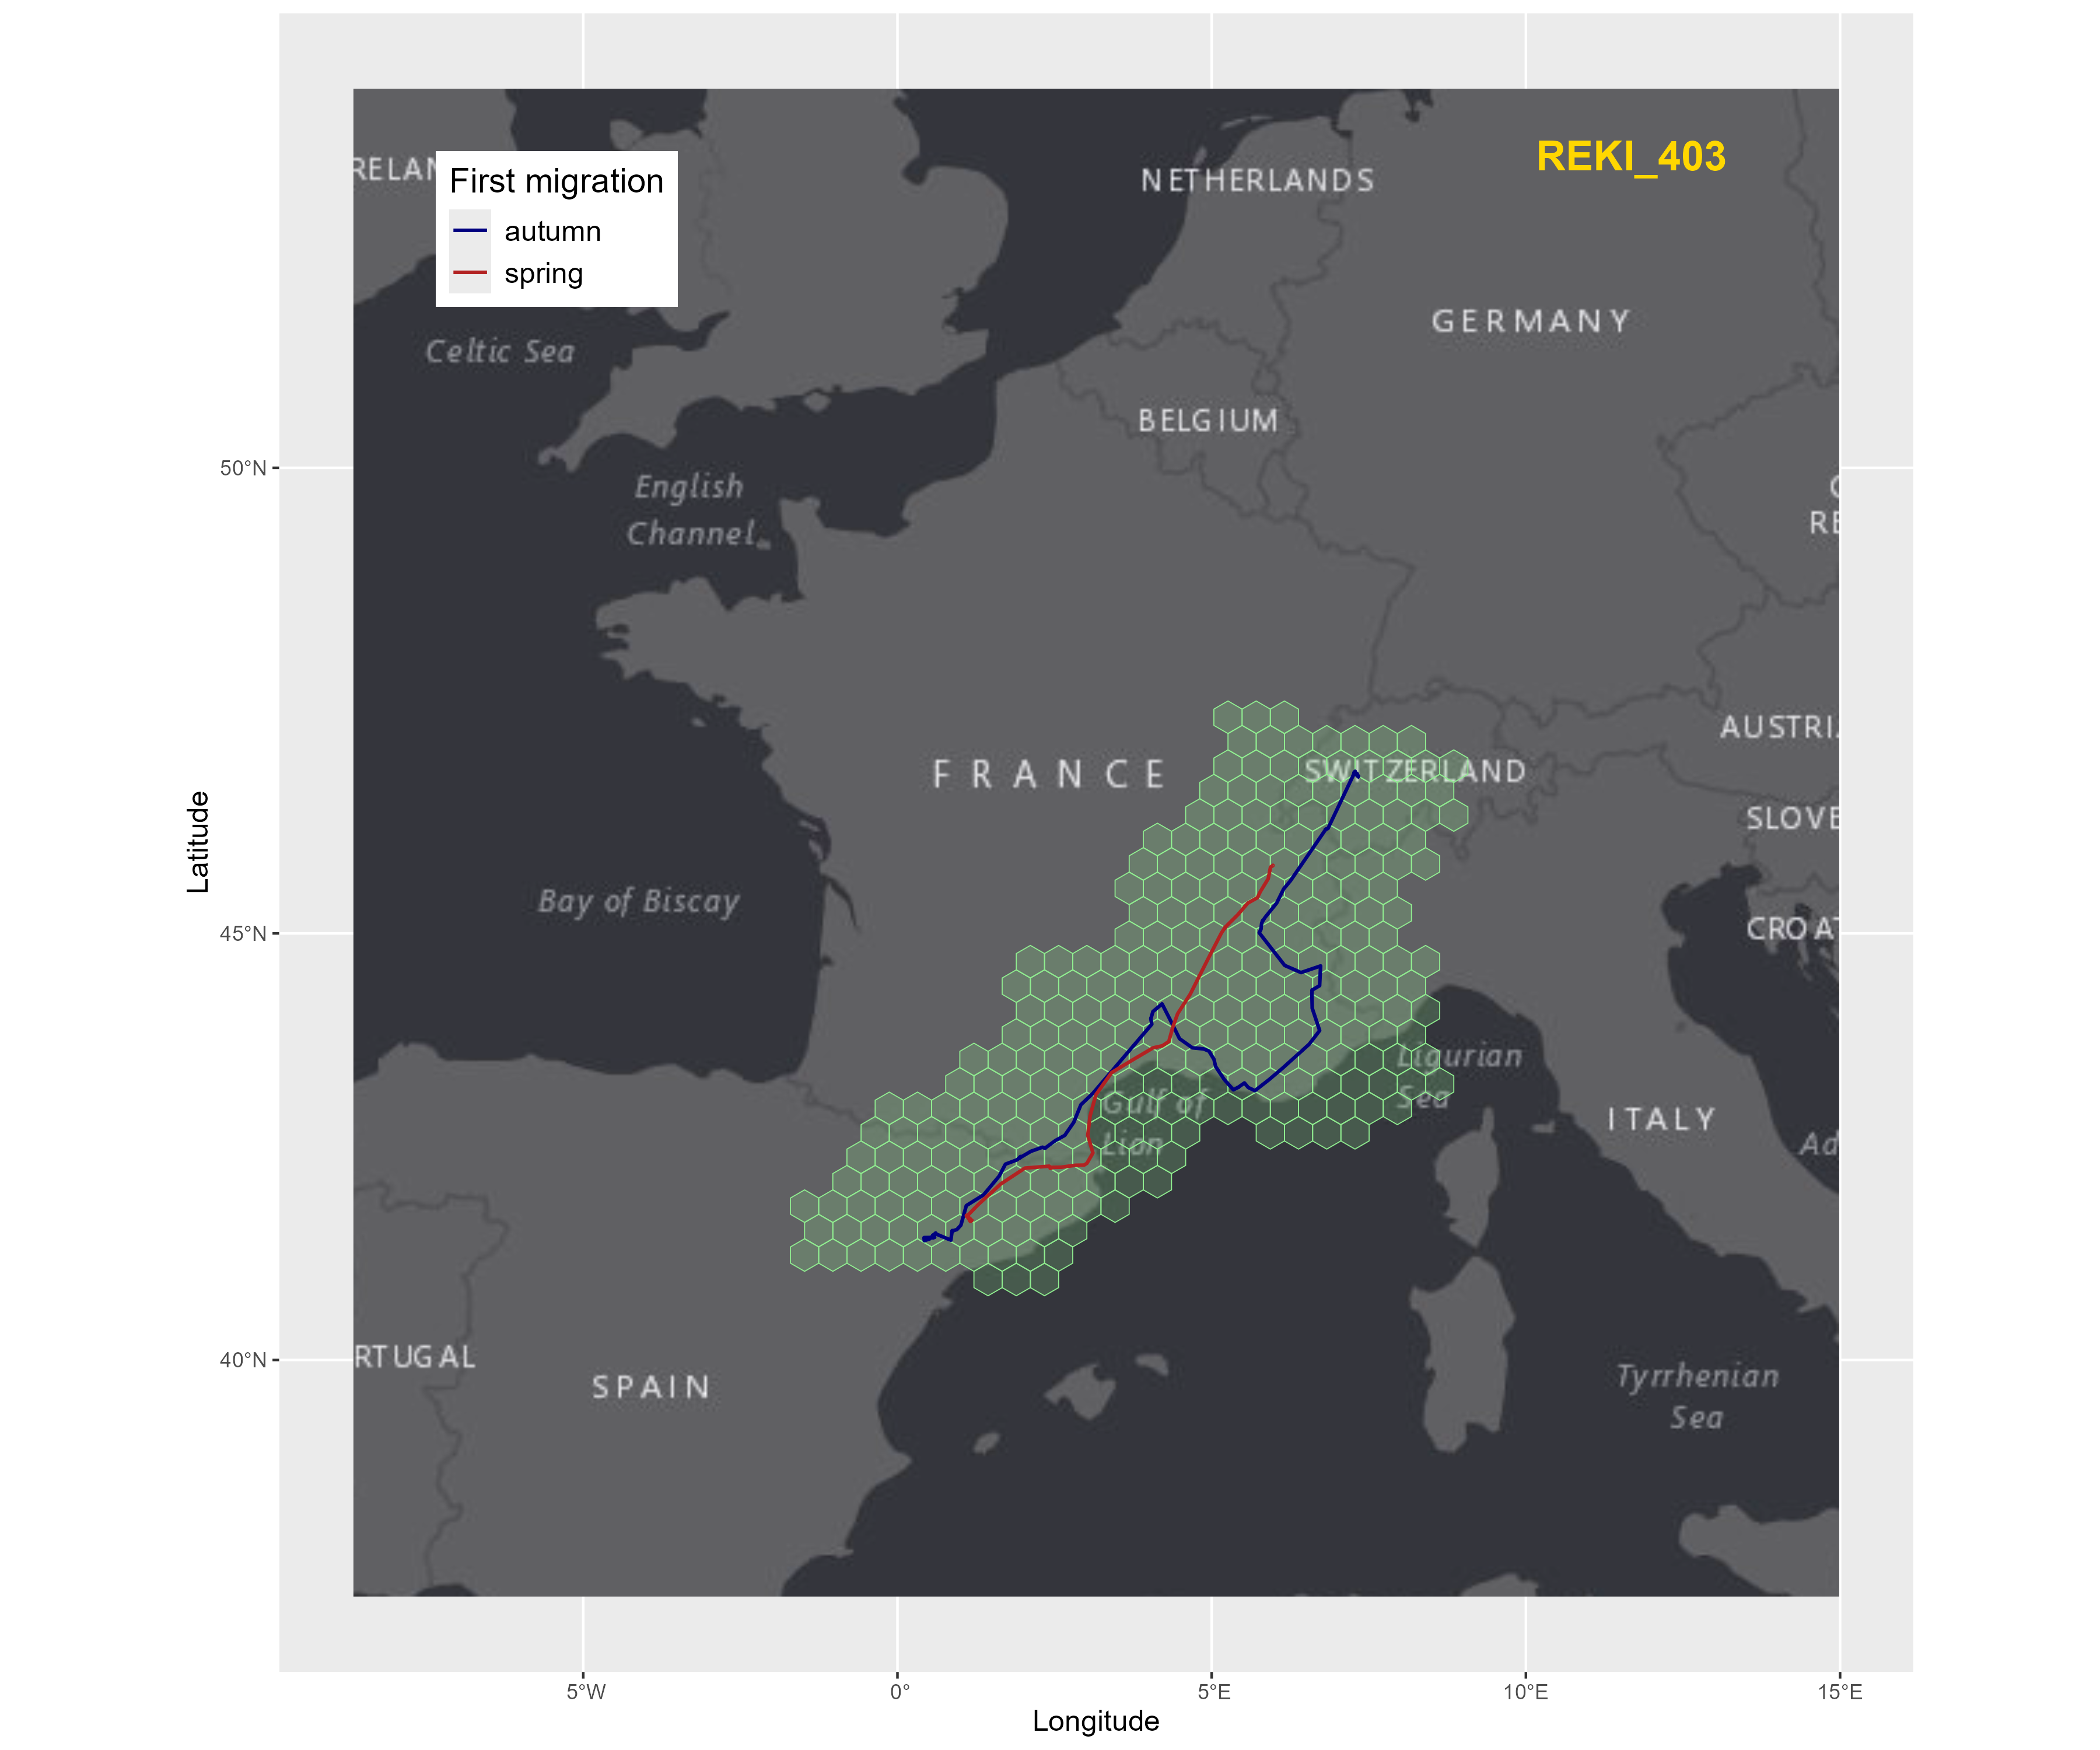 REKI_403
First migration
autumn
spring
RELAN
NETHERLANDS
GERMANY
Celtic Sea
BELGIUM
English
Channel
C
RE
FRANCE
SWITZERLAND
AUSTRIA
SLOVE
Bay of Biscay
CROAT
Ligurian
Sea
Gulf of
Lion
ITALY
Ad
RTUGAL
SPAIN
Tyrrhenian
Sea
50°N
45°N
40°N
Latitude
5°W
0°
5°E
10°E
15°E
Longitude